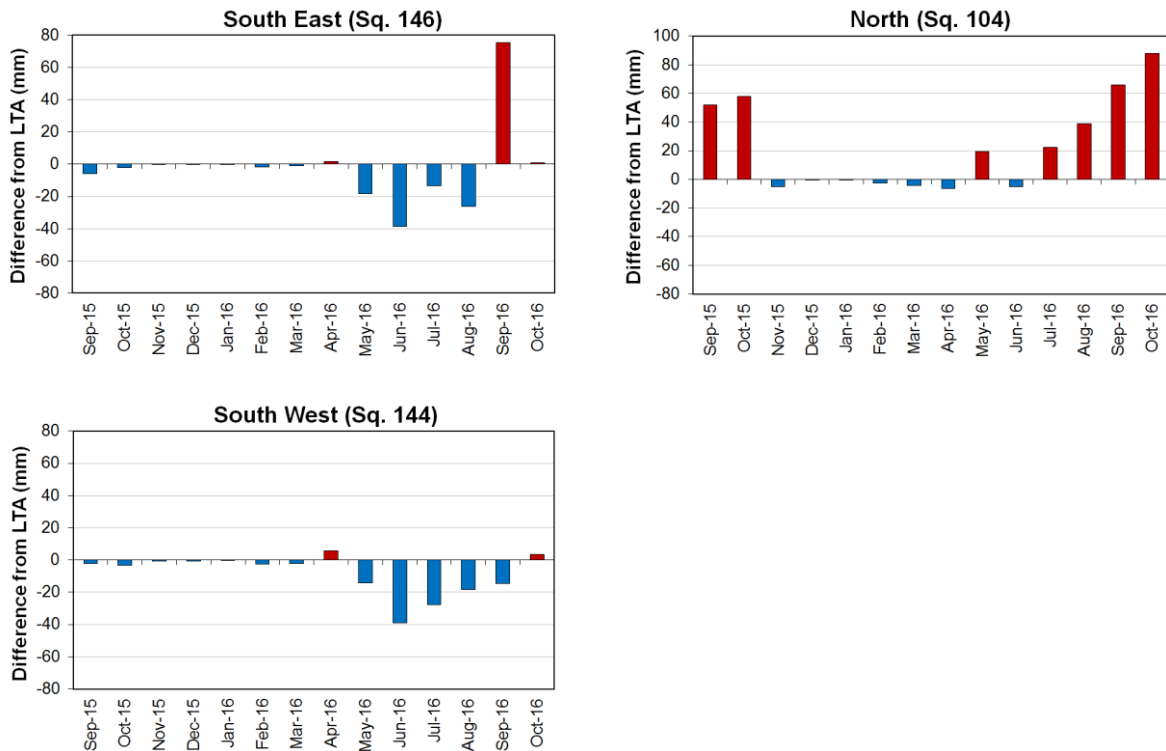 South East (Sq. 146)
Difference from LTA (mm)
80
60
40
20
0
-20
-40
-60
-80
Sep-15
Oct-15
Nov-15
Dec-15
Jan-16
Feb-16
Mar-16
Apr-16
May-16
Jun-16
Jul-16
Aug-16
Sep-16
Oct-16
North (Sq. 104)
Difference from LTA (mm)
100
80
60
40
20
0
-20
-40
-60
-80
Sep-15
Oct-15
Nov-15
Dec-15
Jan-16
Feb-16
Mar-16
Apr-16
May-16
Jun-16
Jul-16
Aug-16
Sep-16
Oct-16
South West (Sq. 144)
Difference from LTA (mm)
80
60
40
20
0
-20
-40
-60
-80
Sep-15
Oct-15
Nov-15
Dec-15
Jan-16
Feb-16
Mar-16
Apr-16
May-16
Jun-16
Jul-16
Aug-16
Sep-16
Oct-16